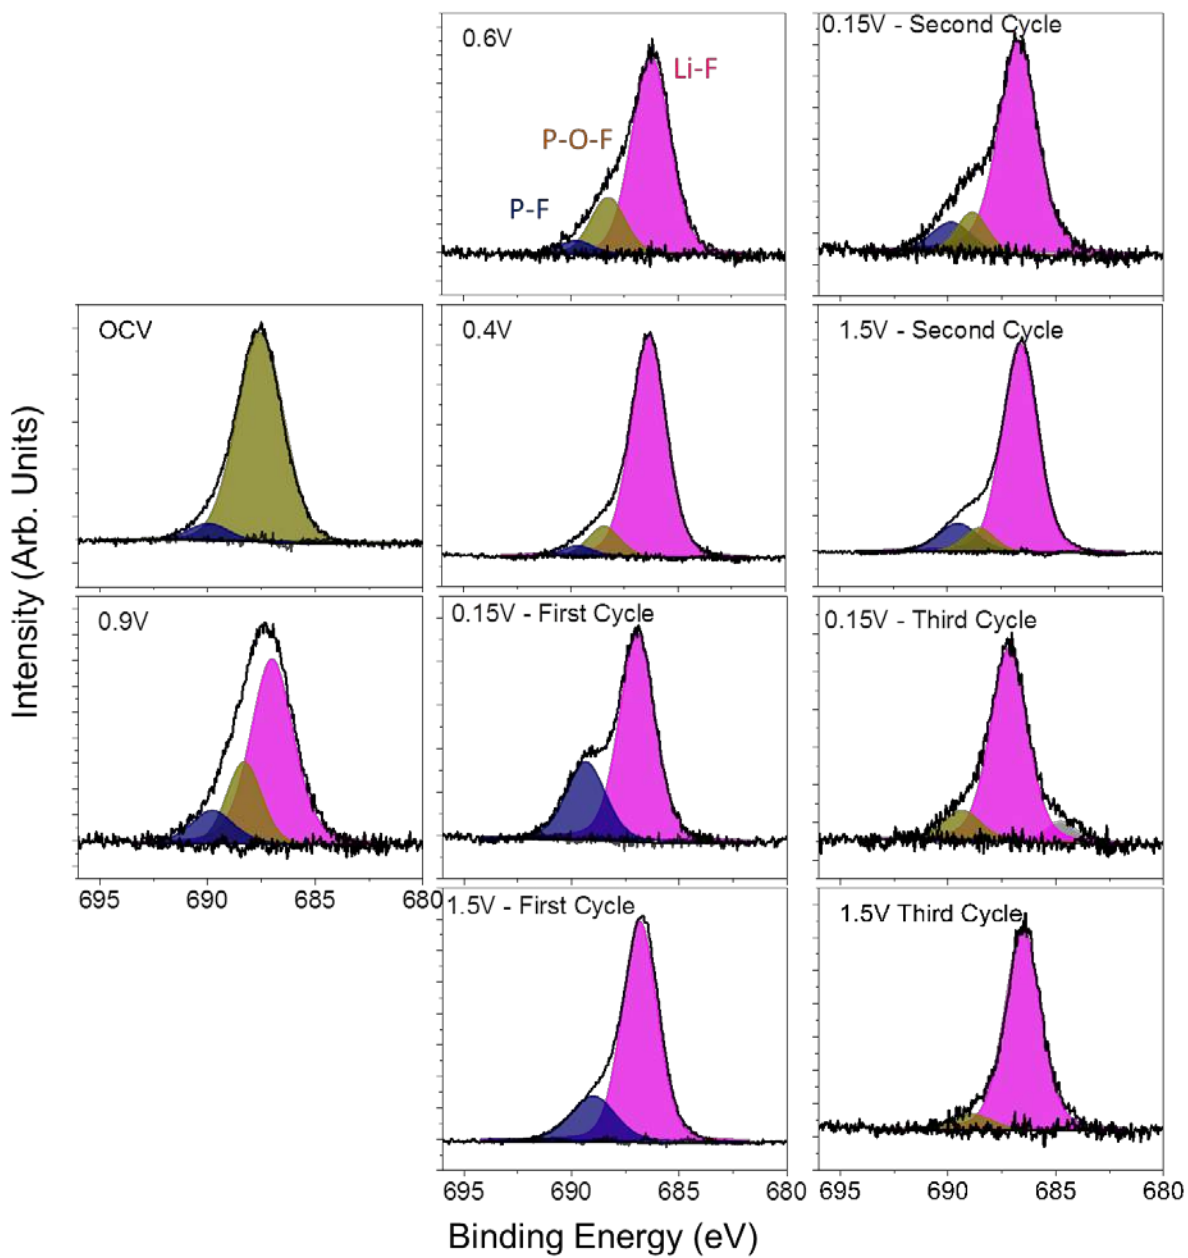 0.6V
Li-F
P-O-F
P-F
0.15V - Second Cycle
OCV
0.4V
1.5V - Second Cycle
0.9V
0.15V - First Cycle
0.15V - Third Cycle
695 690 685 680
1.5V - First Cycle
1.5V Third Cycle
695 690 685 680
695 690 685 680
Intensity (Arb. Units)
Binding Energy (eV)